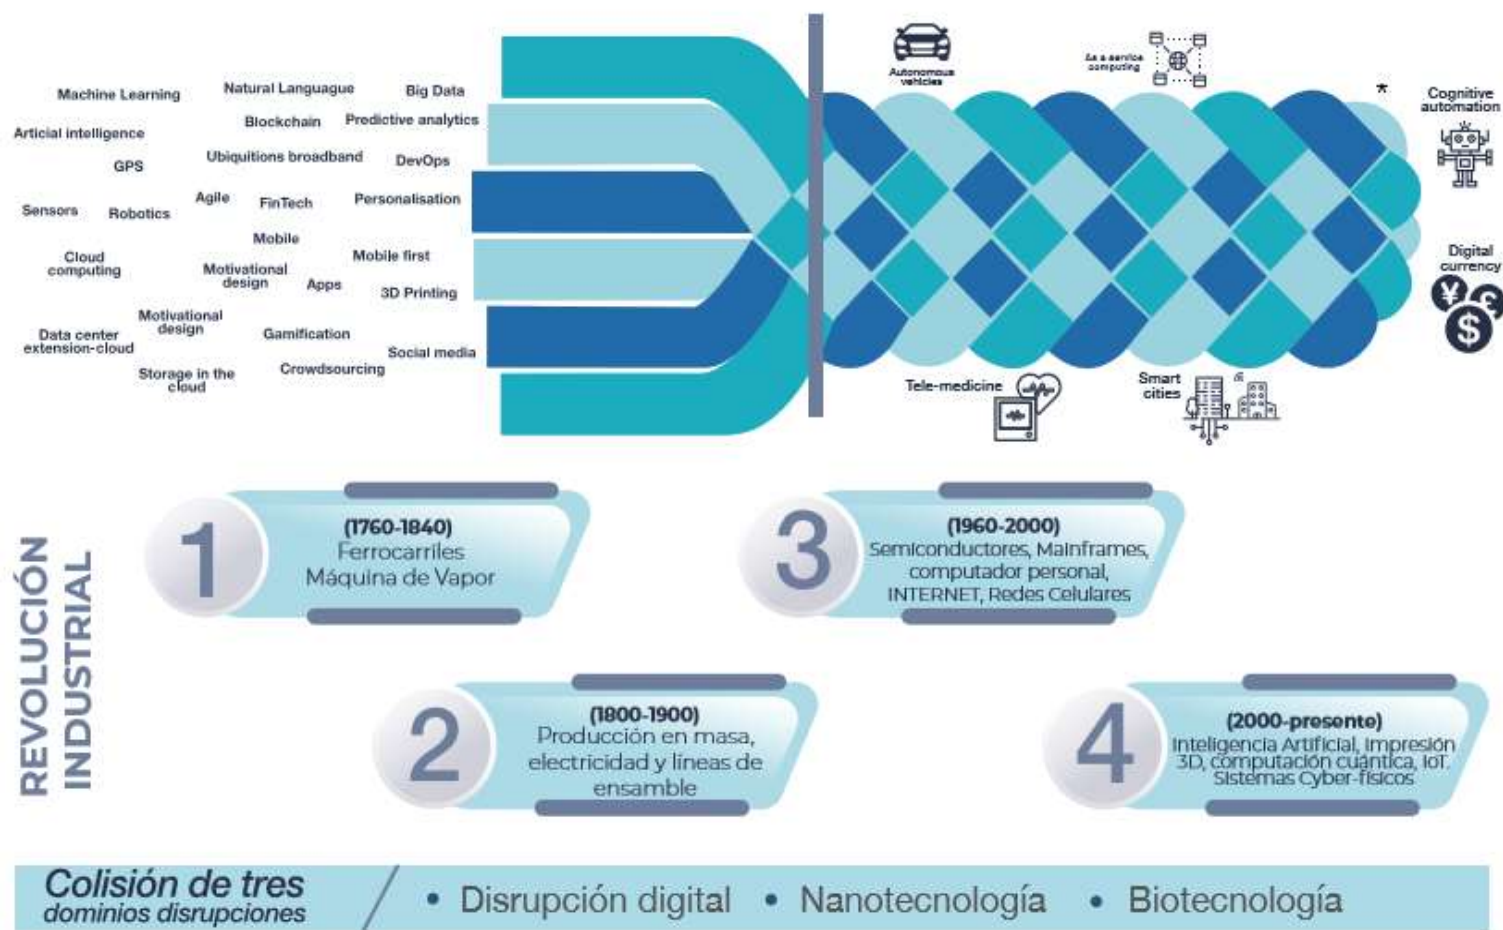 Machine Learning
Natural Languague
Big Data
Articial intelligence
Blockchain
Predictive analytics
GPS
Ubiquitions broadband
DevOps
Sensors
Robotics
Agile
FinTech
Personalisation
Mobile
Cloud
computing
Motivational
design
Apps
Mobile first
3D Printing
Motivational
design
Data center
extension-cloud
Gamification
Social media
Storage in the
cloud
Crowdsourcing
Autonomous
vehicles
As a service
computing
*
Cognitive
automation
Digital
currency
¥
£
$
Tele-medicine
Smart
cities
REVOLUCIÓN
INDUSTRIAL
1
(1760-1840)
Ferrocarriles
Máquina de Vapor
2
(1800-1900)
Producción en masa,
electricidad y líneas de
ensamble
3
(1960-2000)
Semiconductores, Mainframes,
computador personal,
INTERNET, Redes Celulares
4
(2000-presente)
Inteligencia Artificial, Impresión
3D, computación cuántica, IoT.
Sistemas Cyber-físicos
Colisión de tres
dominios disrupciones
• Disrupción digital • Nanotecnología • Biotecnología